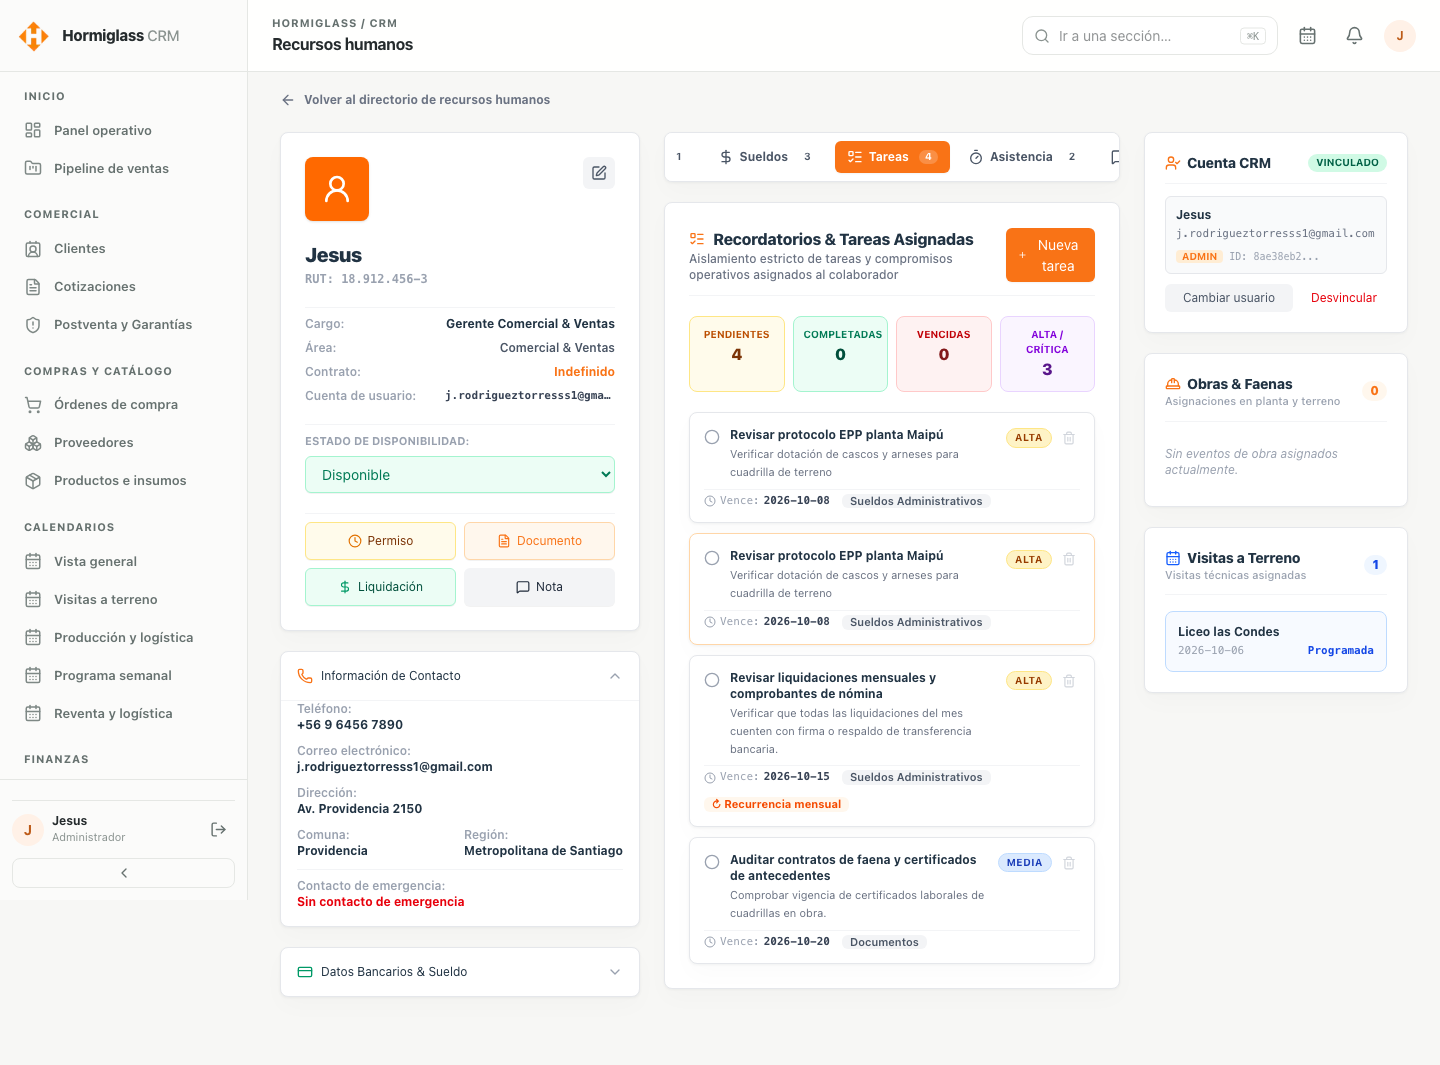 Hormiglass CRM
HORMIGLASS / CRM
Recursos humanos
Ir a una sección...
⌘K
J
INICIO
Panel operativo
Pipeline de ventas
COMERCIAL
Clientes
Cotizaciones
Postventa y Garantías
COMPRAS Y CATÁLOGO
Órdenes de compra
Proveedores
Productos e insumos
CALENDARIOS
Vista general
Visitas a terreno
Producción y logística
Programa semanal
Reventa y logística
FINANZAS
J
Jesus
Administrador
Volver al directorio de recursos humanos
Jesus
RUT: 18.912.456-3
Cargo: Gerente Comercial & Ventas
Área: Comercial & Ventas
Contrato: Indefinido
Cuenta de usuario: j.rodrigueztorresss1@gma…
ESTADO DE DISPONIBILIDAD:
Disponible
Permiso
Documento
Liquidación
Nota
Información de Contacto
Teléfono:
+56 9 6456 7890
Correo electrónico:
j.rodrigueztorresss1@gmail.com
Dirección:
Av. Providencia 2150
Comuna: Región:
Providencia Metropolitana de Santiago
Contacto de emergencia:
Sin contacto de emergencia
Datos Bancarios & Sueldo
1
Sueldos 3
Tareas 4
Asistencia 2
Recordatorios & Tareas Asignadas
Aislamiento estricto de tareas y compromisos
operativos asignados al colaborador
+ Nueva
tarea
PENDIENTES
4
COMPLETADAS
0
VENCIDAS
0
ALTA /
CRÍTICA
3
Revisar protocolo EPP planta Maipú
ALTA
Verificar dotación de cascos y arneses para
cuadrilla de terreno
Vence: 2026-10-08 Sueldos Administrativos
Revisar protocolo EPP planta Maipú
ALTA
Verificar dotación de cascos y arneses para
cuadrilla de terreno
Vence: 2026-10-08 Sueldos Administrativos
Revisar liquidaciones mensuales y
comprobantes de nómina
ALTA
Verificar que todas las liquidaciones del mes
cuenten con firma o respaldo de transferencia
bancaria.
Vence: 2026-10-15 Sueldos Administrativos
↻ Recurrencia mensual
Auditar contratos de faena y certificados
de antecedentes
MEDIA
Comprobar vigencia de certificados laborales de
cuadrillas en obra.
Vence: 2026-10-20 Documentos
Cuenta CRM
VINCULADO
Jesus
j.rodrigueztorresss1@gmail.com
ADMIN ID: 8ae38eb2...
Cambiar usuario
Desvincular
Obras & Faenas
Asignaciones en planta y terreno
0
Sin eventos de obra asignados
actualmente.
Visitas a Terreno
Visitas técnicas asignadas
1
Liceo las Condes
2026-10-06 Programada